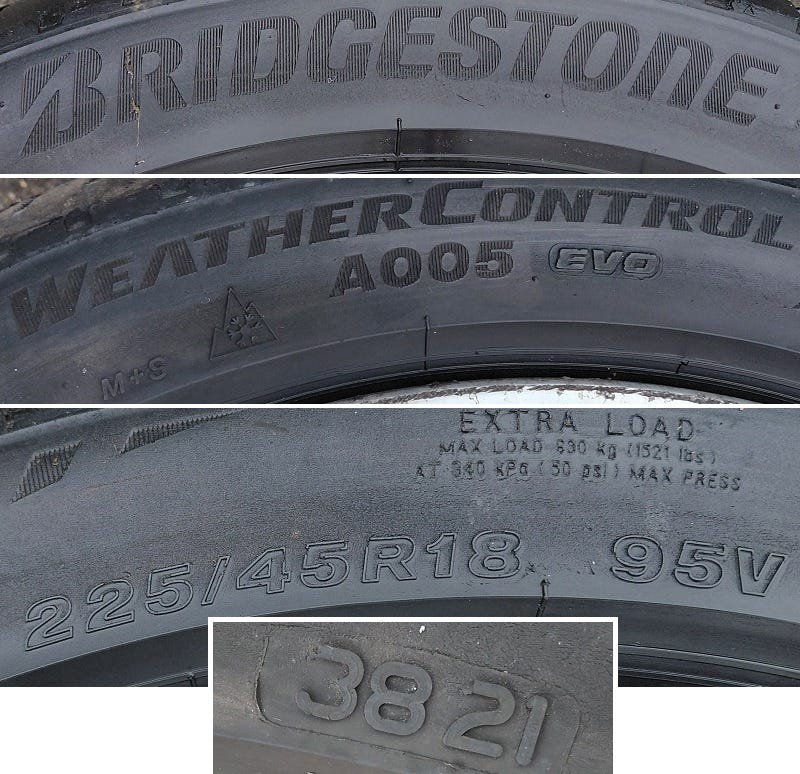 BRIDGESTONE
WEATHERCONTROL
A005 EVO
M+S
EXTRA LOAD
MAX LOAD 690 kg (1521 lbs)
AT 340 kPa (50 psi) MAX PRESS
225/45R18 95V
3821